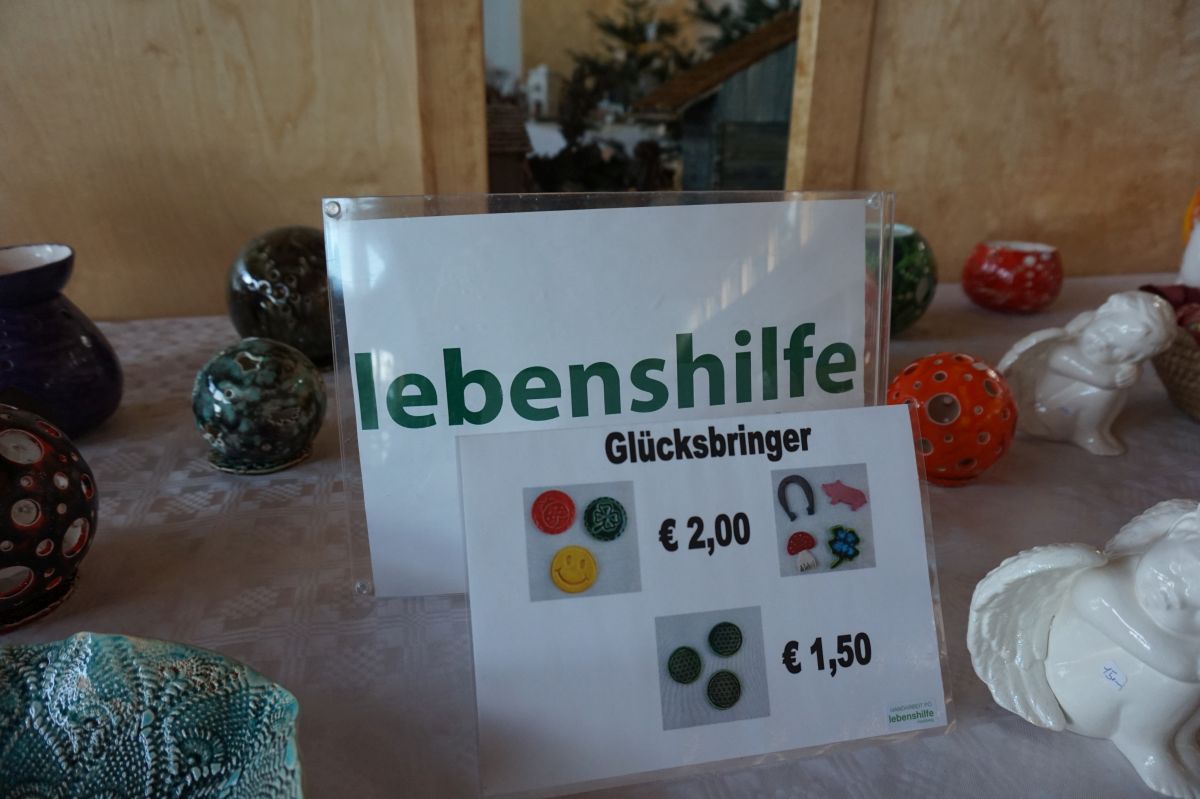 lebenshilfe
Glücksbringer
€ 2,00
€ 1,50
lebenshilfe